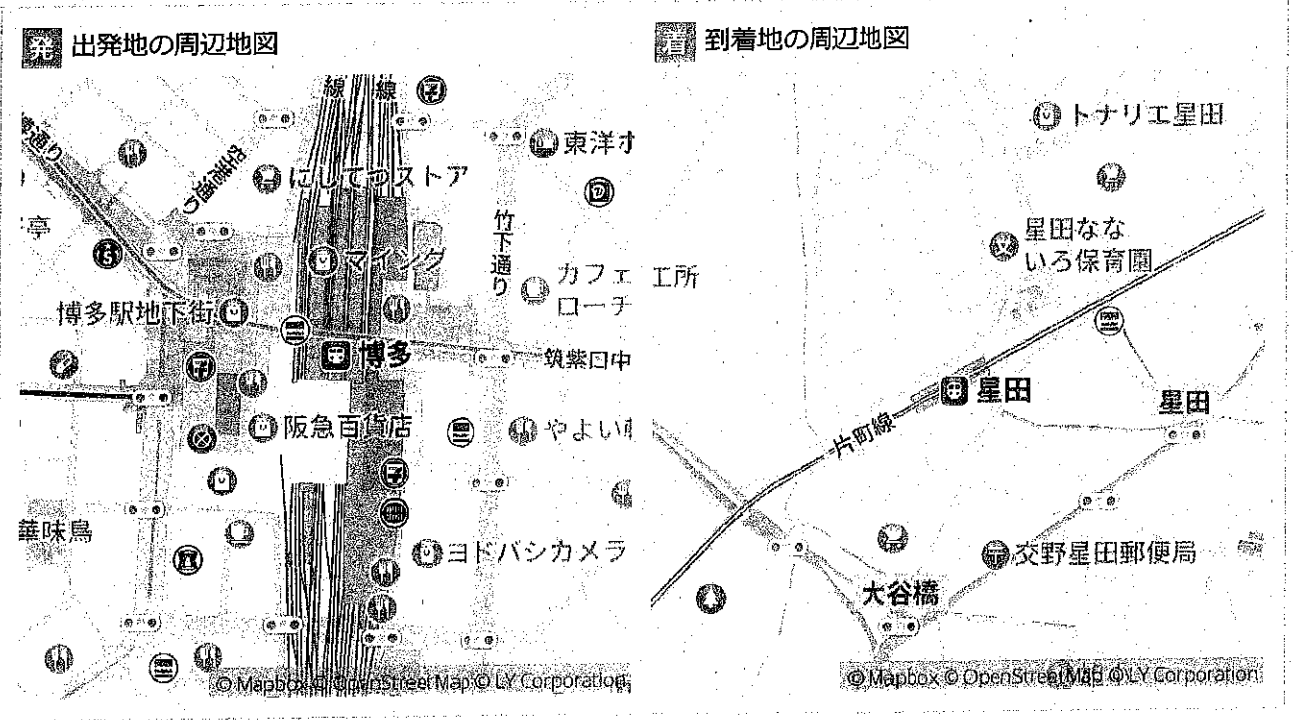 発 出発地の周辺地図
線 線
東洋ホ
にしてつストア
竹下通り
マイング
カフェ
ローチ
博多駅地下街
博多
筑紫口中
阪急百貨店
やよい
華味鳥
ヨドバシカメラ
© Mapbox © OpenStreetMap © LY Corporation
着 到着地の周辺地図
トナリエ星田
星田なな
いろ保育園
工所
星田
星田
片町線
交野星田郵便局
大谷橋
© Mapbox © OpenStreetMap © LY Corporation